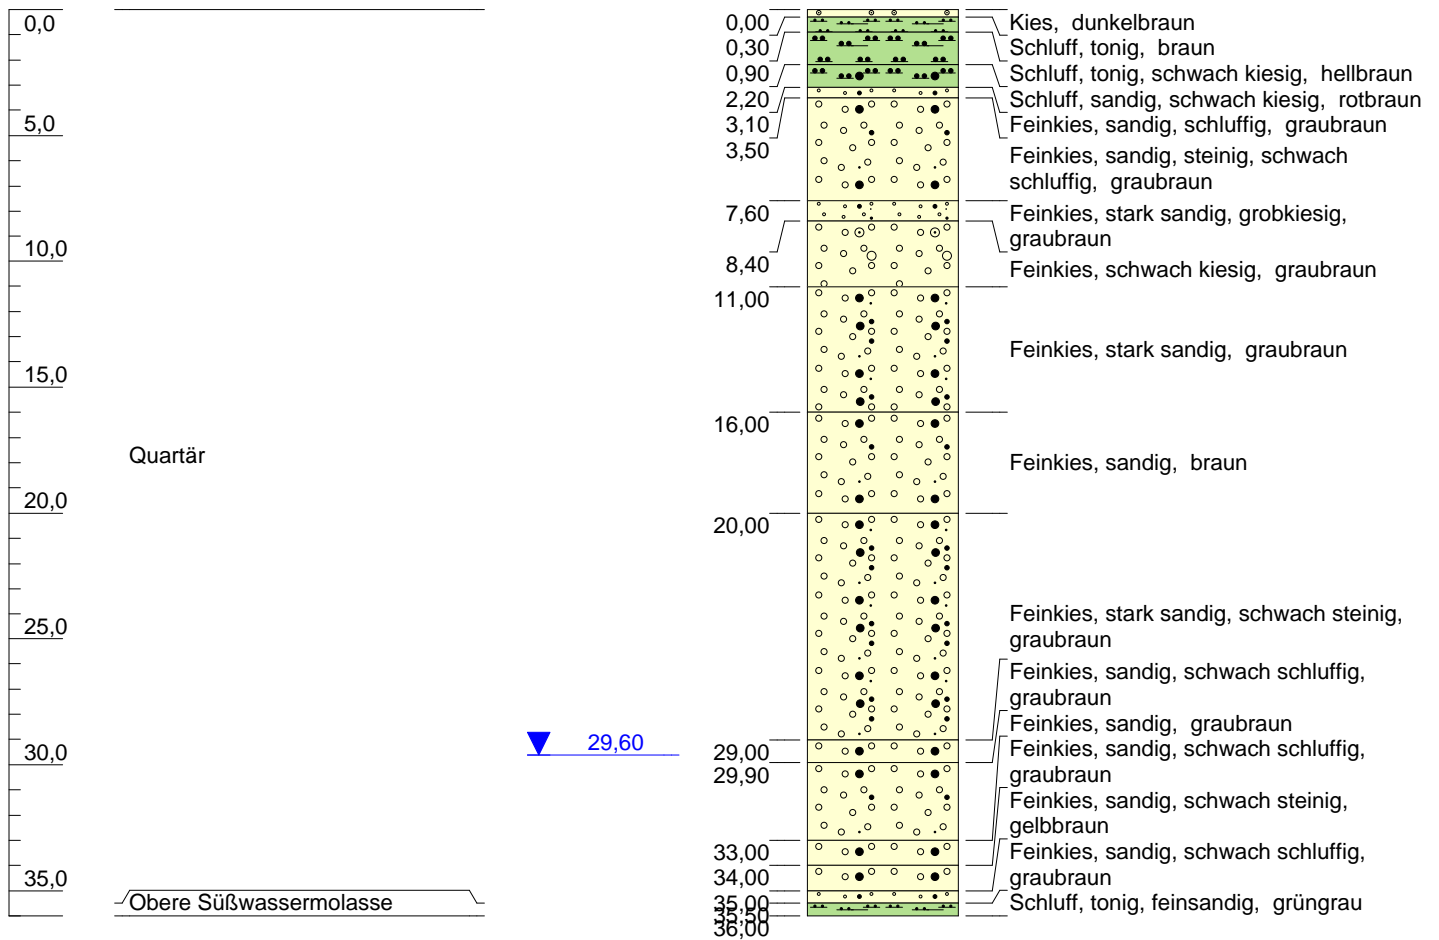 0,0
5,0
10,0
15,0
20,0
25,0
30,0
35,0
Quartär
Obere Süßwassermolasse
29,60
0,00
0,30
0,90
2,20
3,10
3,50
7,60
8,40
11,00
16,00
20,00
29,00
29,90
33,00
34,00
35,00
35,50
36,00
Kies, dunkelbraun
Schluff, tonig, braun
Schluff, tonig, schwach kiesig, hellbraun
Schluff, sandig, schwach kiesig, rotbraun
Feinkies, sandig, schluffig, graubraun
Feinkies, sandig, steinig, schwach
schluffig, graubraun
Feinkies, stark sandig, grobkiesig,
graubraun
Feinkies, schwach kiesig, graubraun
Feinkies, stark sandig, graubraun
Feinkies, sandig, braun
Feinkies, stark sandig, schwach steinig,
graubraun
Feinkies, sandig, schwach schluffig,
graubraun
Feinkies, sandig, graubraun
Feinkies, sandig, schwach schluffig,
graubraun
Feinkies, sandig, schwach steinig,
gelbbraun
Feinkies, sandig, schwach schluffig,
graubraun
Schluff, tonig, feinsandig, grüngrau